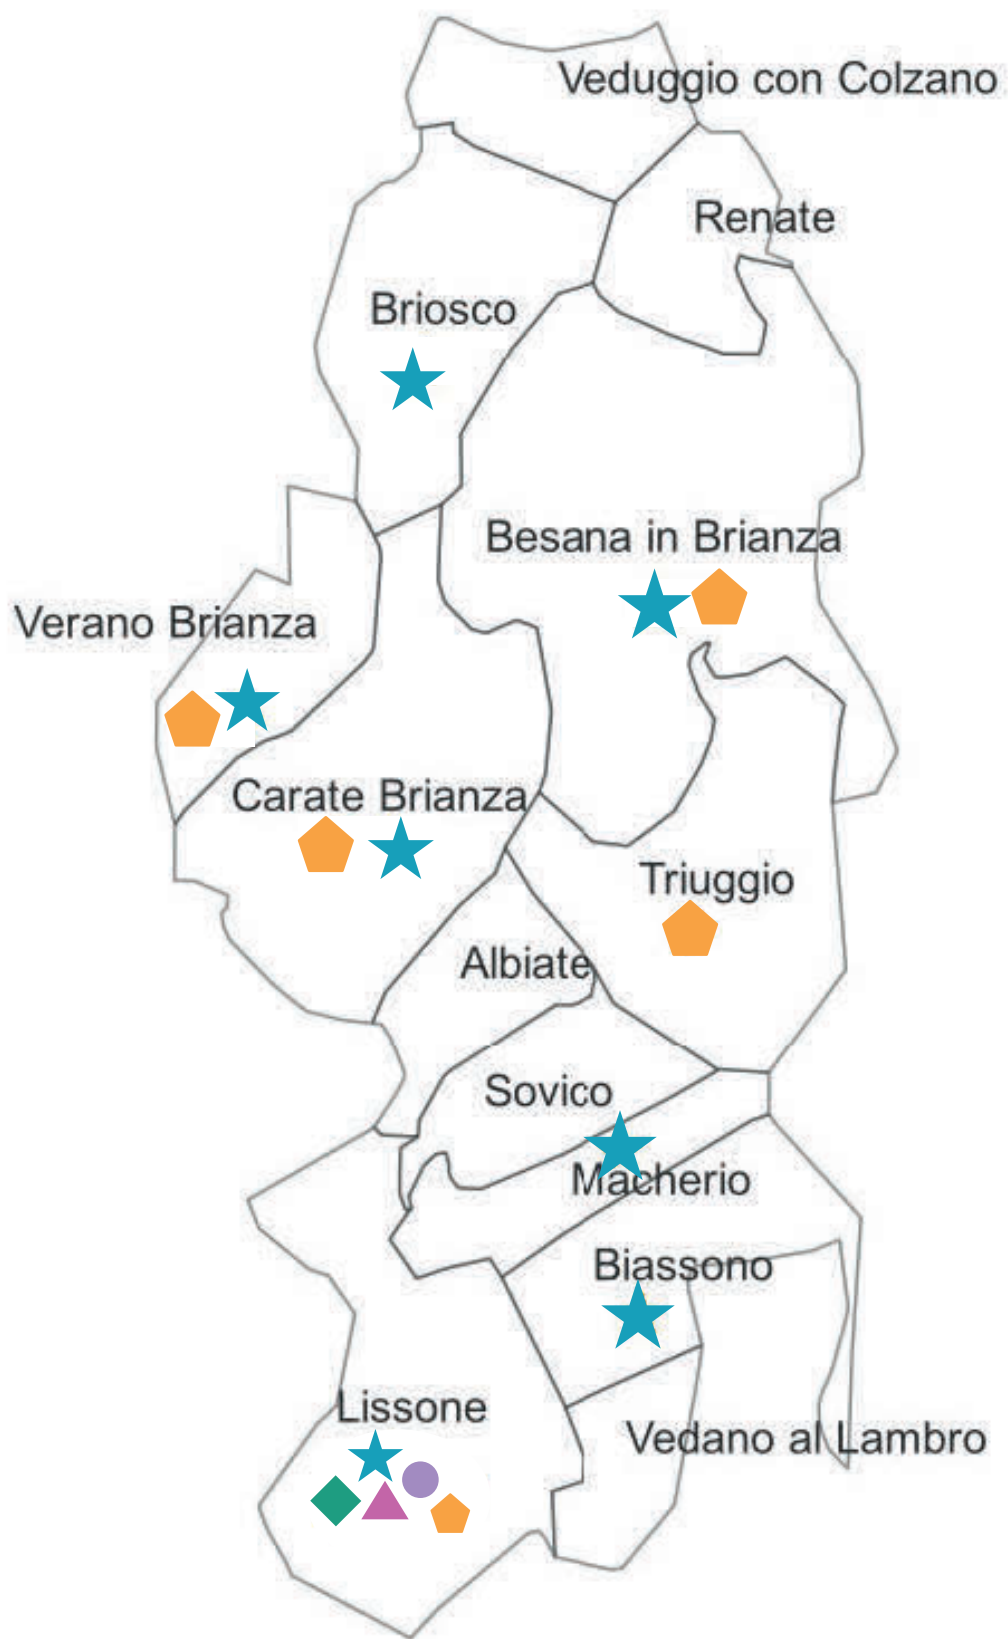 Veduggio con Colzano
Renate
Briosco
Besana in Brianza
Verano Brianza
Carate Brianza
Triuggio
Albiate
Sovico
Macherio
Biassono
Lissone
Vedano al Lambro